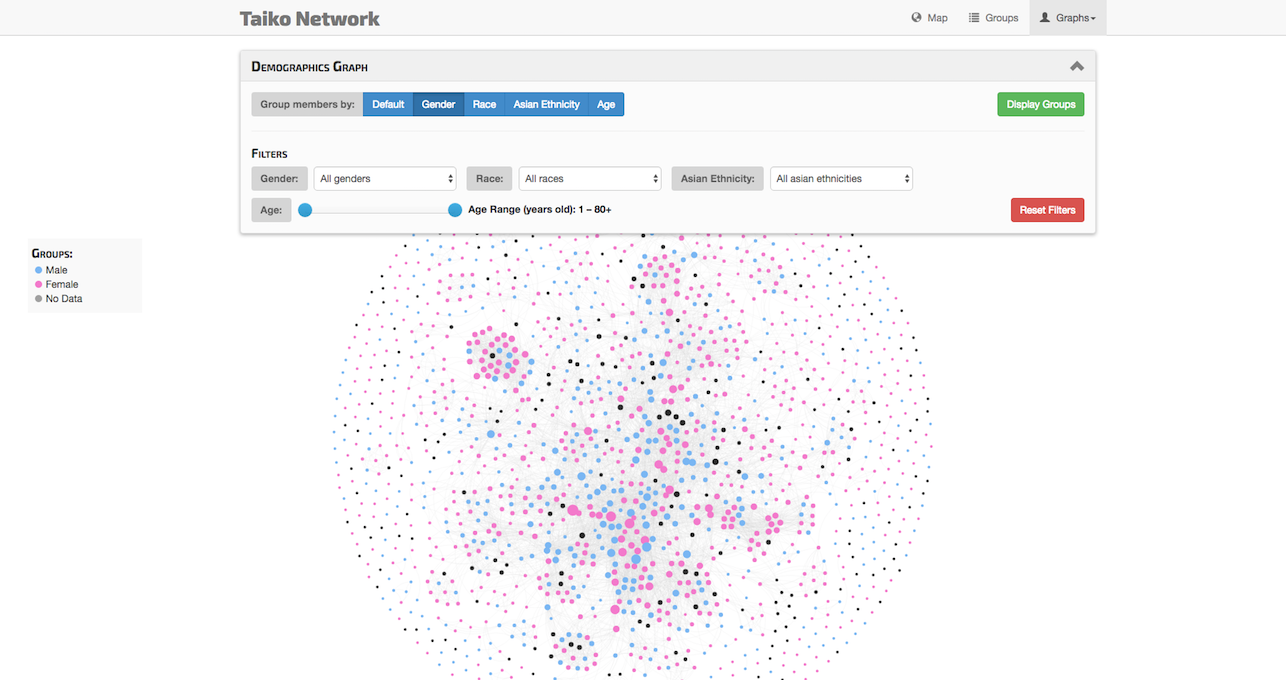 Taiko Network
Map
Groups
Graphs
Demographics Graph
Group members by: Default Gender Race Asian Ethnicity Age
Display Groups
Filters
Gender: All genders Race: All races Asian Ethnicity: All asian ethnicities
Age: Age Range (years old): 1 – 80+
Reset Filters
Groups:
Male
Female
No Data